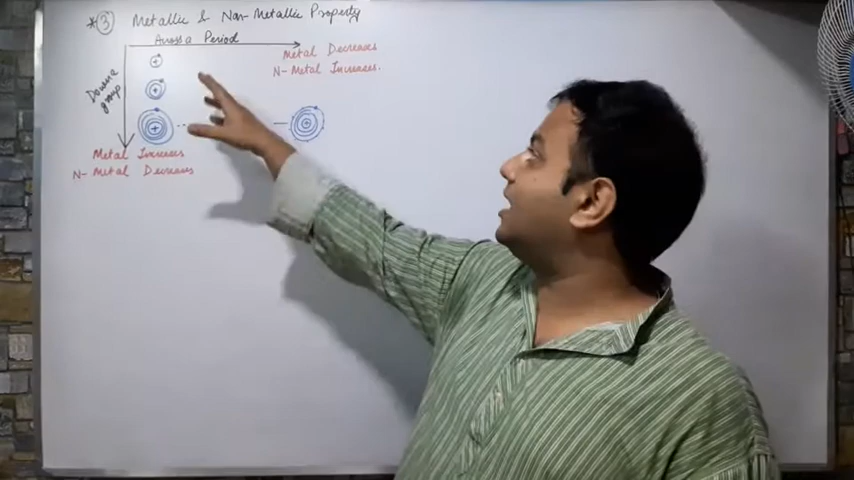 * ③ Metallic & Non-Metallic Property
Across a Period
Metal Decreases
N-Metal Increases.
Down a
group
Metal Increases
N-Metal Decreases